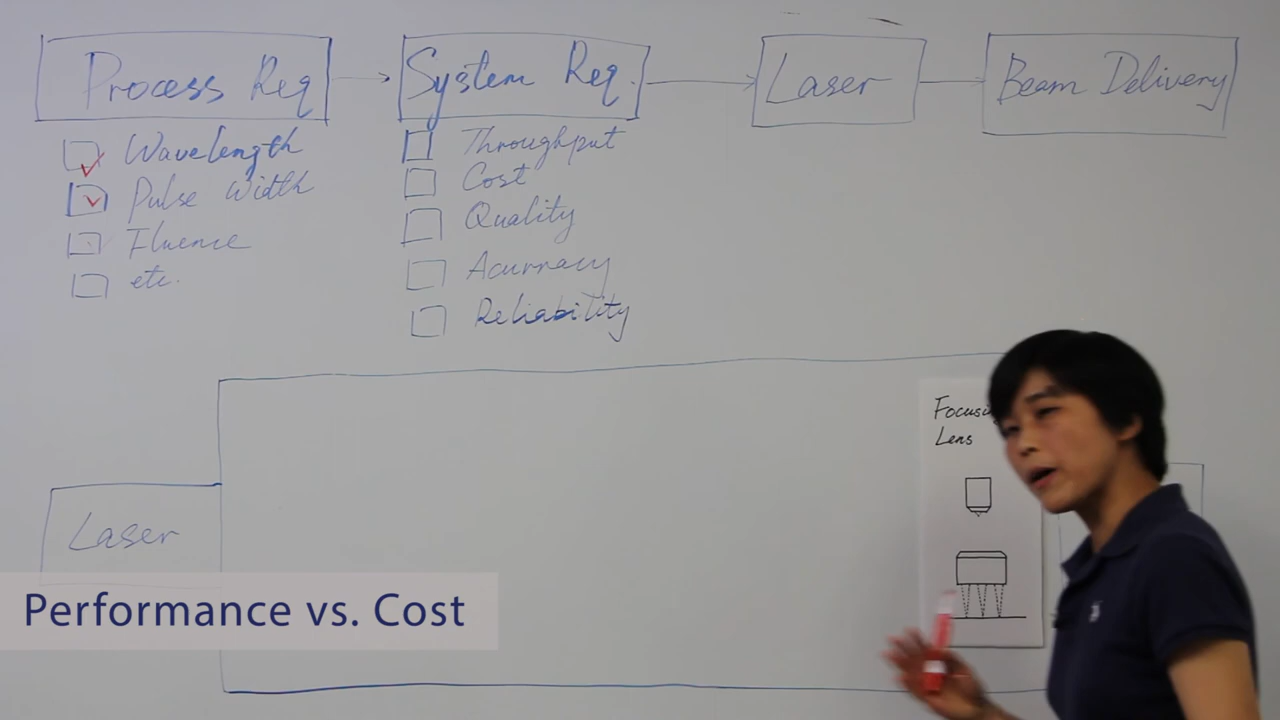 Process Req
System Req.
Laser
Beam Delivery
Wavelength
Pulse Width
Fluence
etc.
Throughput
Cost
Quality
Acurracy
Reliability
Laser
Lens
Performance vs. Cost